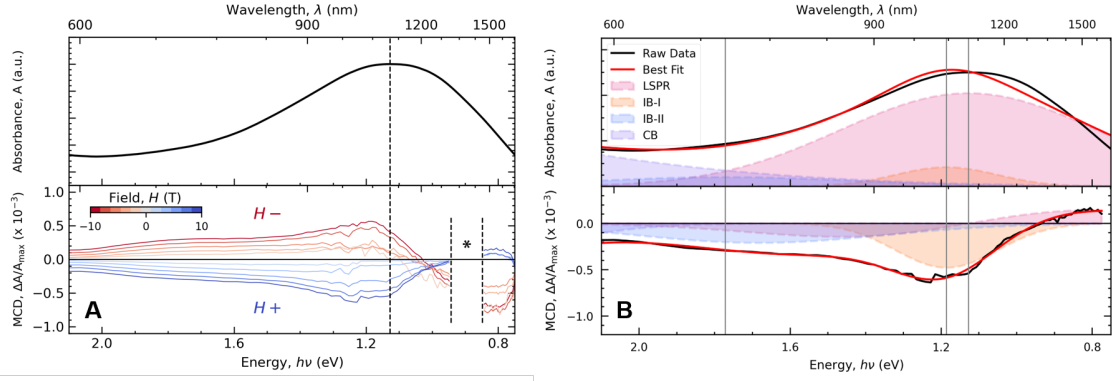 Wavelength, λ (nm)
600 900 1200 1500
Absorbance, A (a.u.)
MCD, ΔA/Amax (x 10⁻³)
1.0
0.5
0.0
−0.5
−1.0
Field, H (T)
−10 0 10
H−
*
H+
A
2.0 1.6 1.2 0.8
Energy, hν (eV)
Wavelength, λ (nm)
600 900 1200 1500
Absorbance, A (a.u.)
Raw Data
Best Fit
LSPR
IB-I
IB-II
CB
MCD, ΔA/Amax (x 10⁻³)
0.0
−0.5
−1.0
B
2.0 1.6 1.2 0.8
Energy, hν (eV)